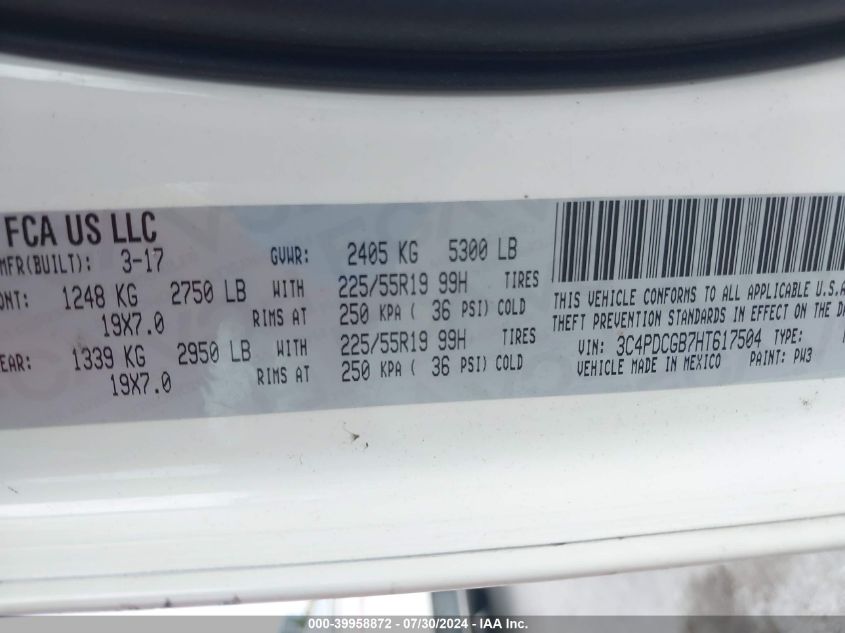 FCA US LLC
MFR(BUILT): 3-17 GVWR: 2405 KG 5300 LB
1248 KG 2750 LB WITH 225/55R19 99H TIRES
19X7.0 RIMS AT 250 KPA ( 36 PSI) COLD
1339 KG 2950 LB WITH 225/55R19 99H TIRES
19X7.0 RIMS AT 250 KPA ( 36 PSI) COLD
THIS VEHICLE CONFORMS TO ALL APPLICABLE U.S.A
THEFT PREVENTION STANDARDS IN EFFECT ON THE
VIN: 3C4PDCGB7HT617504 TYPE:
VEHICLE MADE IN MEXICO PAINT: PW3
000-39958872 / 07/30/2024 - IAA Inc.